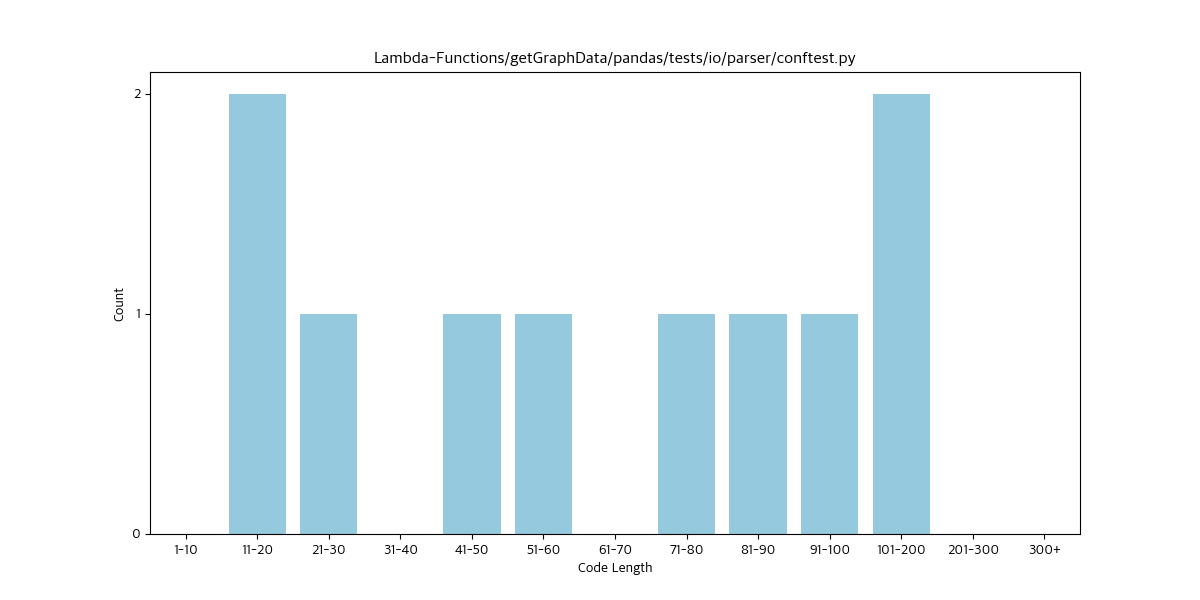 Lambda-Functions/getGraphData/pandas/tests/io/parser/conftest.py
2
1
0
Count
1-10 11-20 21-30 31-40 41-50 51-60 61-70 71-80 81-90 91-100 101-200 201-300 300+
Code Length